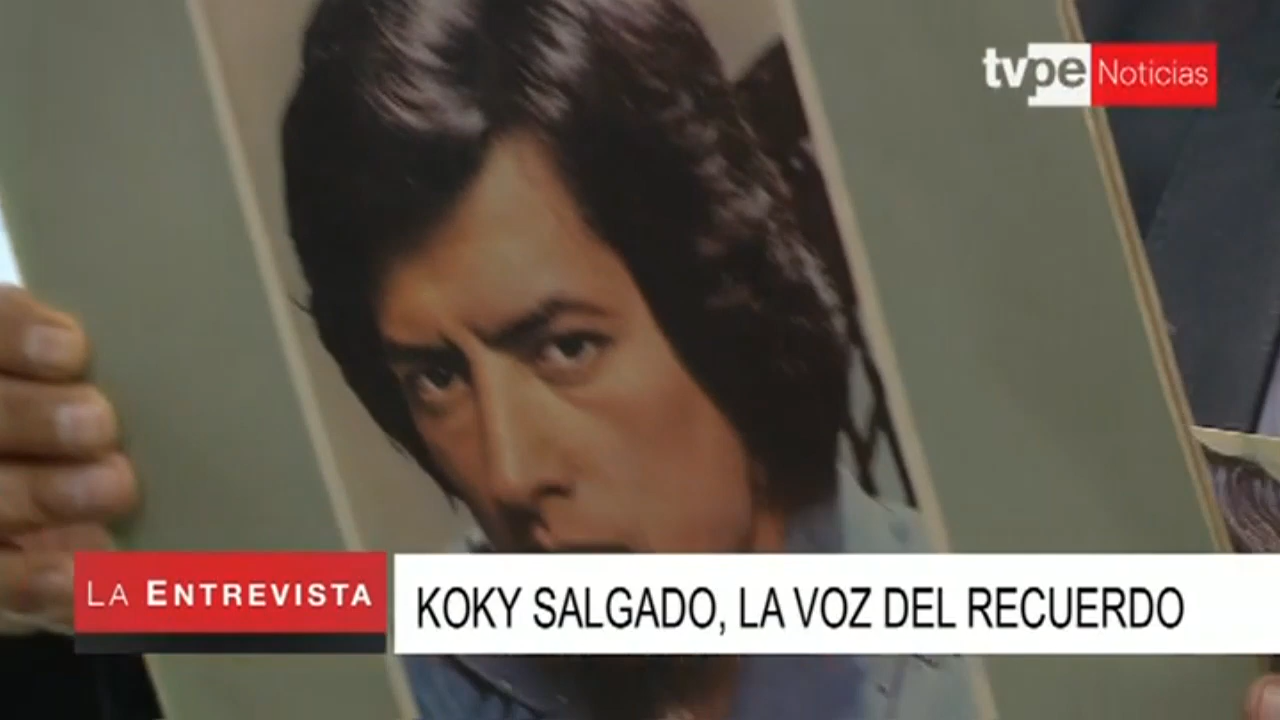 tvpe Noticias
LA ENTREVISTA
KOKY SALGADO, LA VOZ DEL RECUERDO